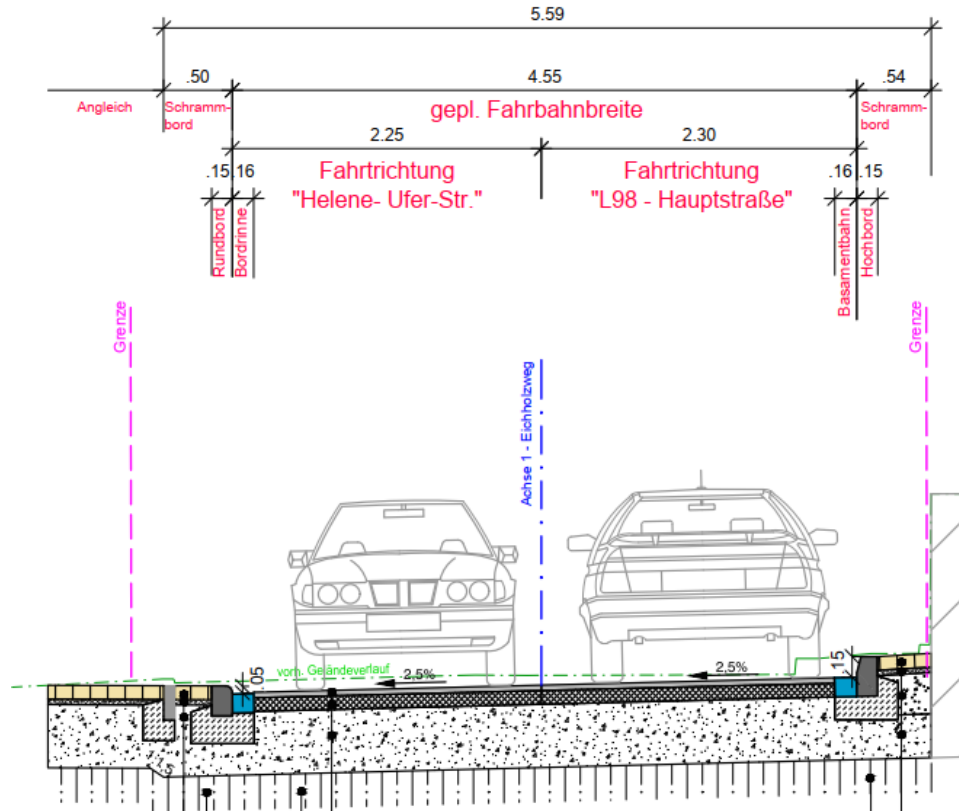 5.59
.50
4.55
.54
Angleich
Schramm-
bord
gepl. Fahrbahnbreite
Schramm-
bord
2.25
2.30
Fahrtrichtung
"Helene- Ufer-Str."
Fahrtrichtung
"L98 - Hauptstraße"
.15
.16
.16
.15
Rundbord
Bordrinne
Basamentbahn
Hochbord
Grenze
Grenze
Achse 1 - Eichholzweg
vorh. Geländeverlauf
2,5%
2,5%
05
15